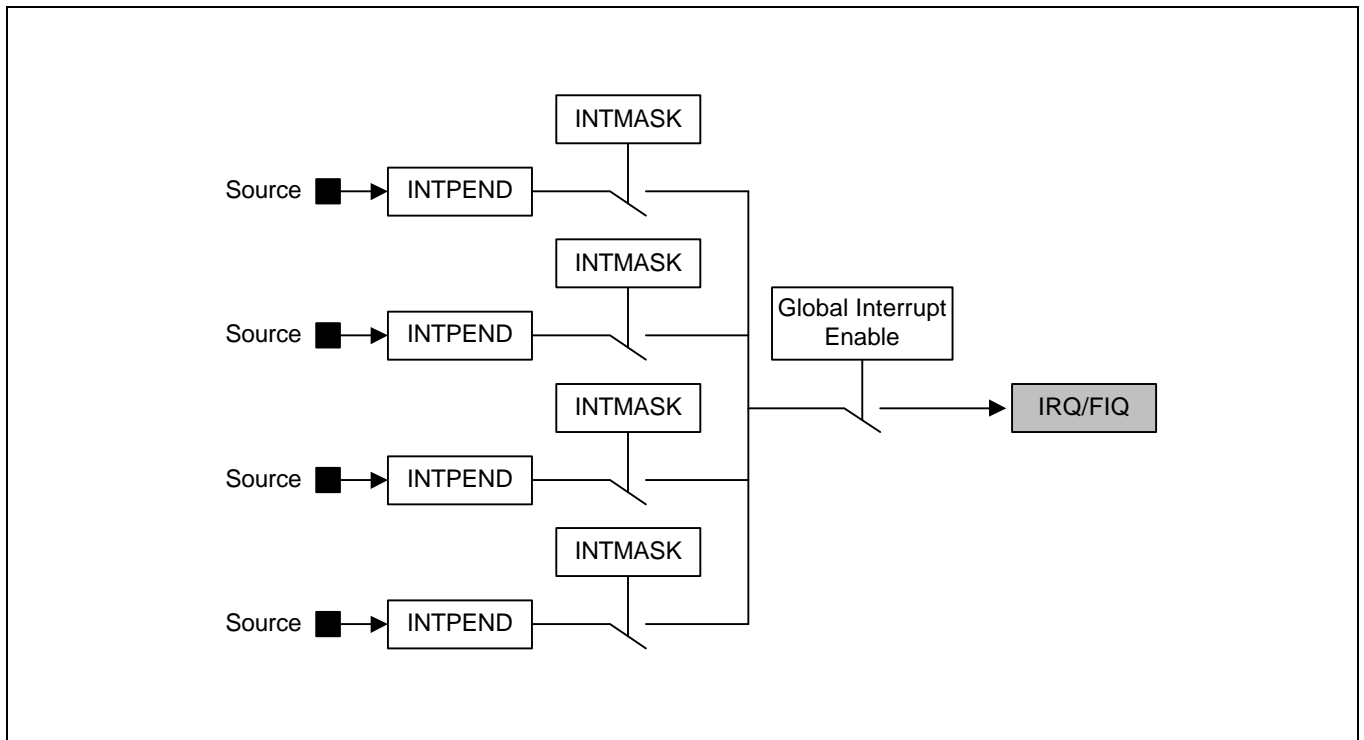 INTMASK
Source
INTPEND
INTMASK
Source
INTPEND
Global Interrupt
Enable
INTMASK
IRQ/FIQ
Source
INTPEND
INTMASK
Source
INTPEND